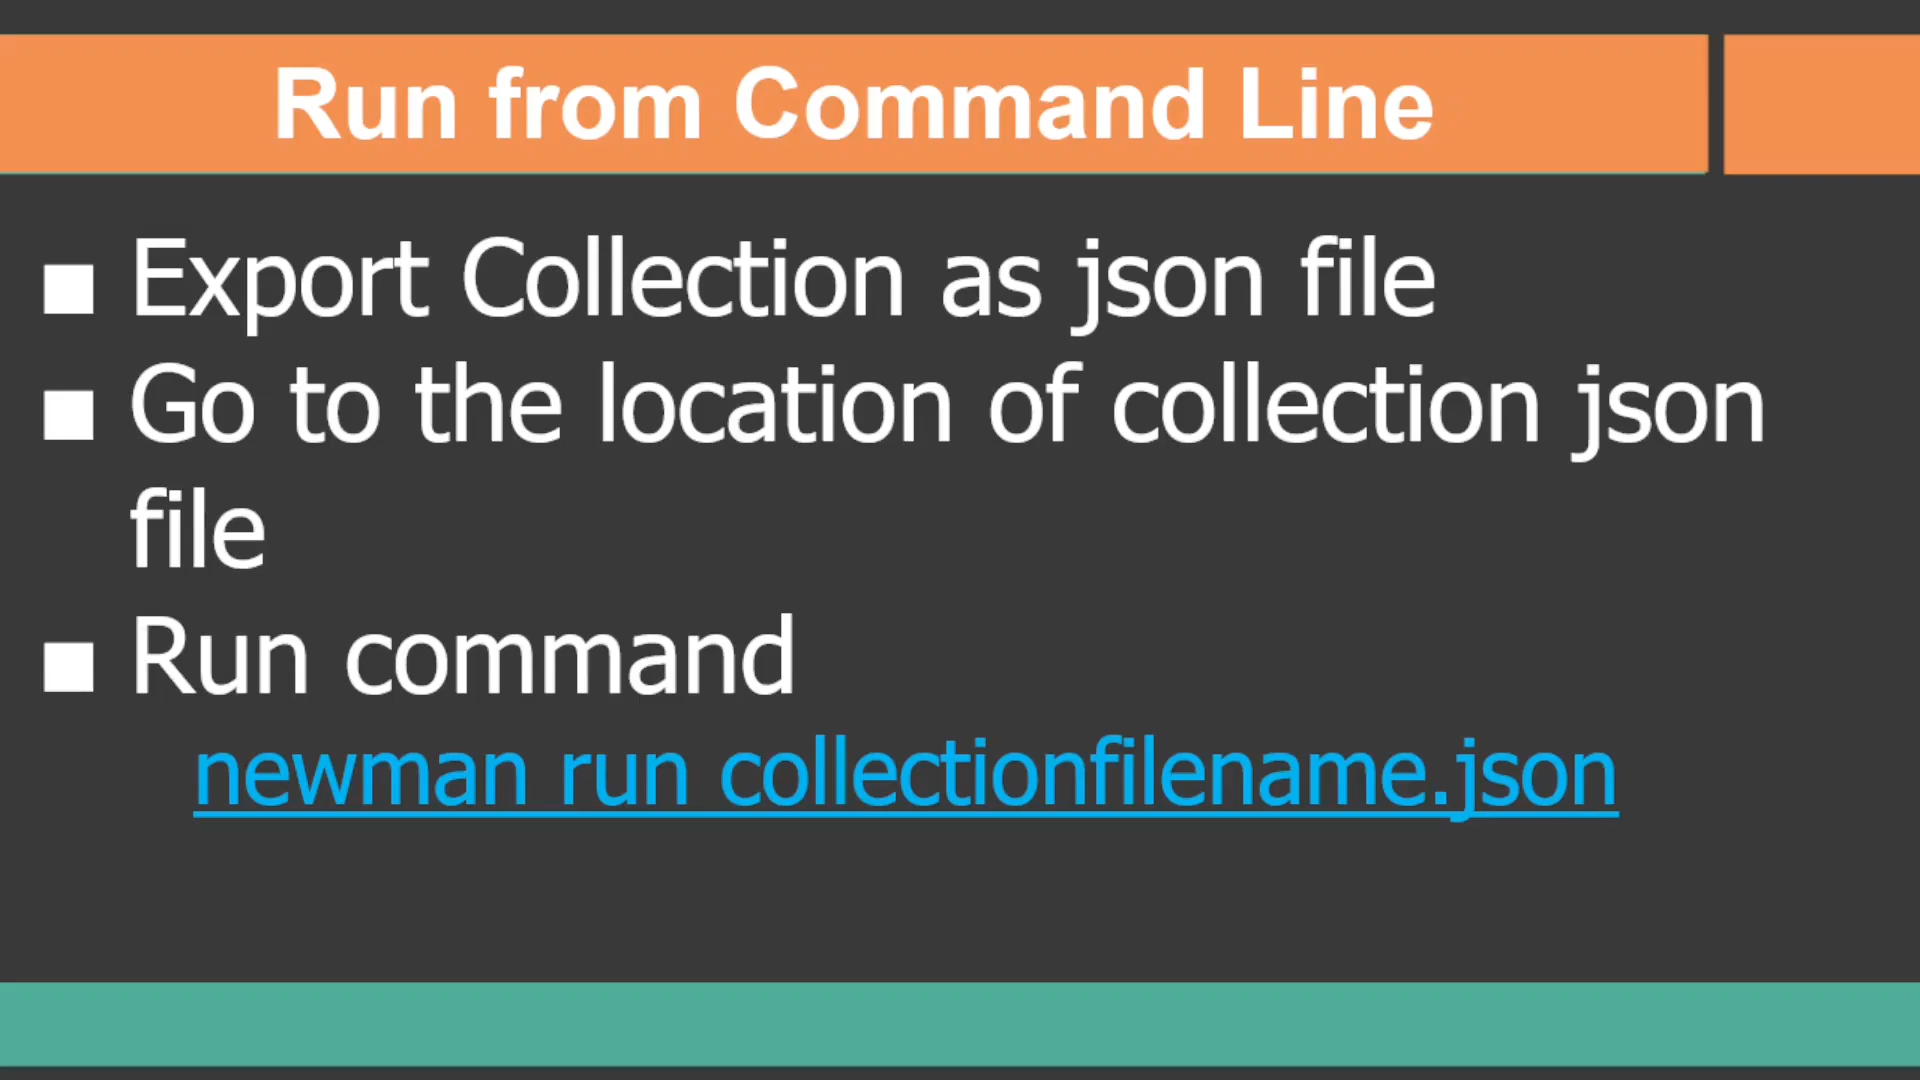 Run from Command Line
■ Export Collection as json file
■ Go to the location of collection json
file
■ Run command
newman run collectionfilename.json